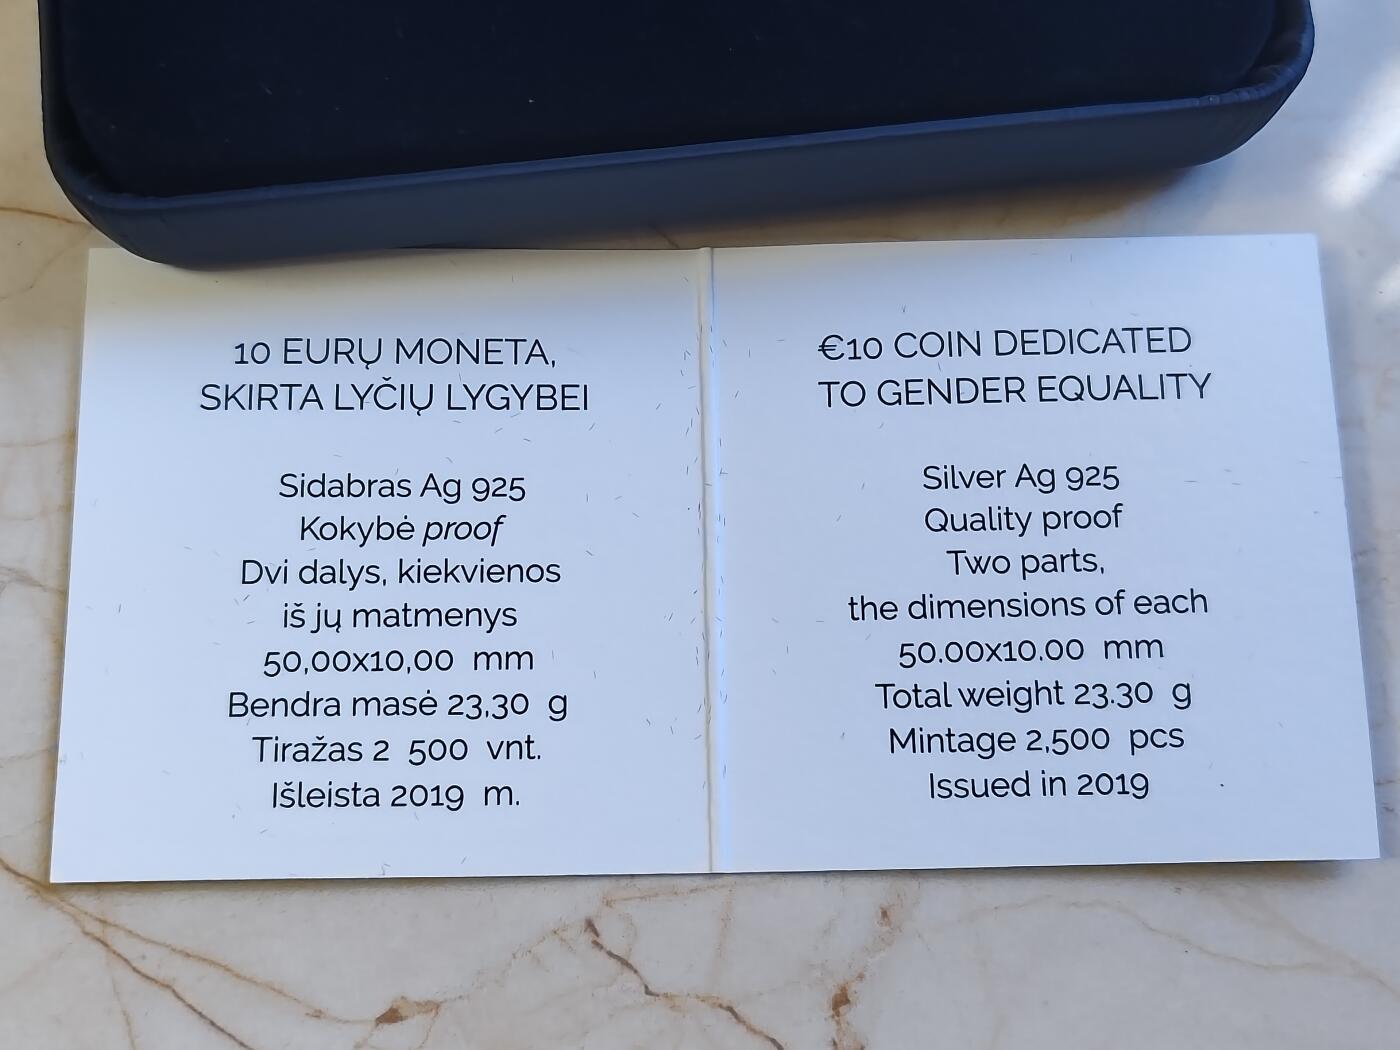 10 EURŲ MONETA,
SKIRTA LYČIŲ LYGYBEI
Sidabras Ag 925
Kokybė proof
Dvi dalys, kiekvienos
iš jų matmenys
50,00x10,00 mm
Bendra masė 23,30 g
Tiražas 2 500 vnt.
Išleista 2019 m.
€10 COIN DEDICATED
TO GENDER EQUALITY
Silver Ag 925
Quality proof
Two parts,
the dimensions of each
50.00x10.00 mm
Total weight 23.30 g
Mintage 2,500 pcs
Issued in 2019